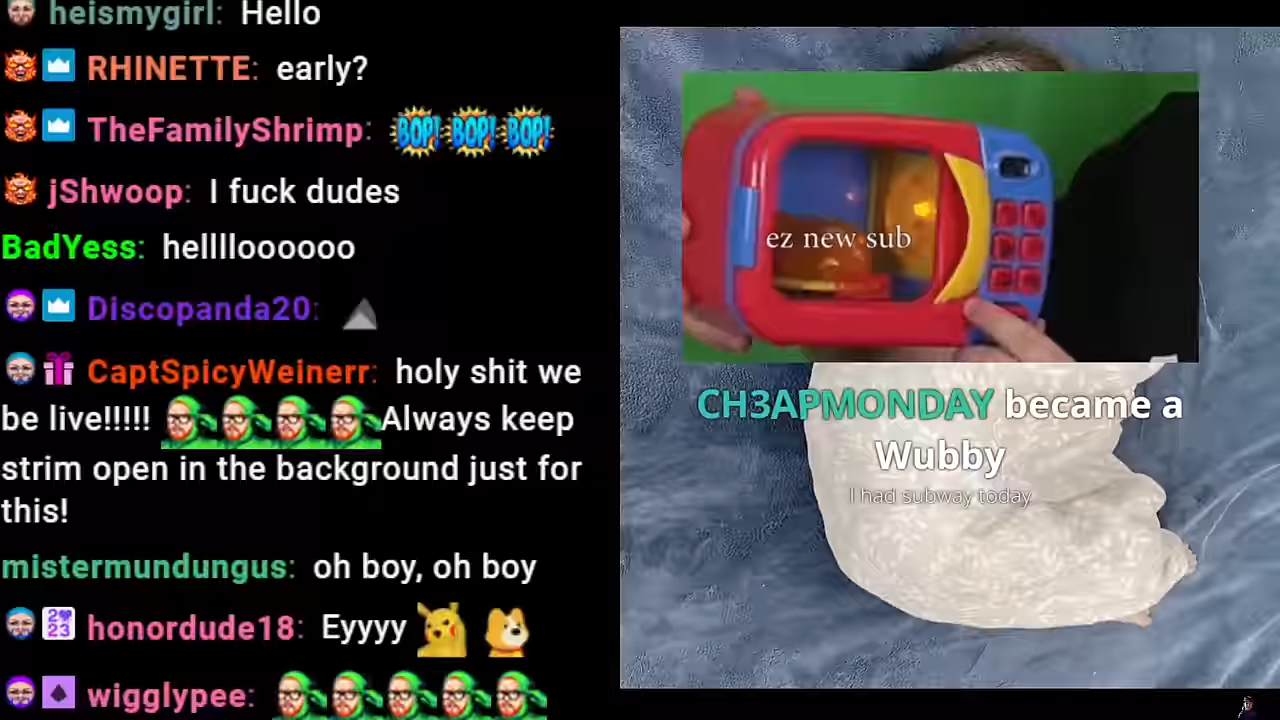 heismygirl: Hello
RHINETTE: early?
TheFamilyShrimp: BOP! BOP! BOP!
jShwoop: I fuck dudes
BadYess: helllloooooo
Discopanda20:
CaptSpicyWeinerr: holy shit we
be live!!!!! Always keep
strim open in the background just for
this!
mistermundungus: oh boy, oh boy
2023 honordude18: Eyyyy
wigglypee:
ez new sub
CH3APMONDAY became a
Wubby
I had subway today